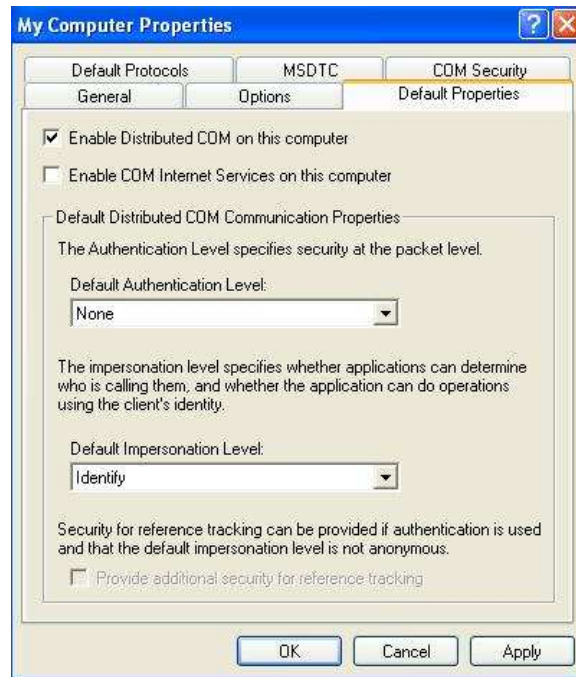 My Computer Properties
Default Protocols
MSDTC
COM Security
General
Options
Default Properties
Enable Distributed COM on this computer
Enable COM Internet Services on this computer
Default Distributed COM Communication Properties
The Authentication Level specifies security at the packet level.
Default Authentication Level:
None
The impersonation level specifies whether applications can determine
who is calling them, and whether the application can do operations
using the client's identity.
Default Impersonation Level:
Identify
Security for reference tracking can be provided if authentication is used
and that the default impersonation level is not anonymous.
Provide additional security for reference tracking
OK
Cancel
Apply